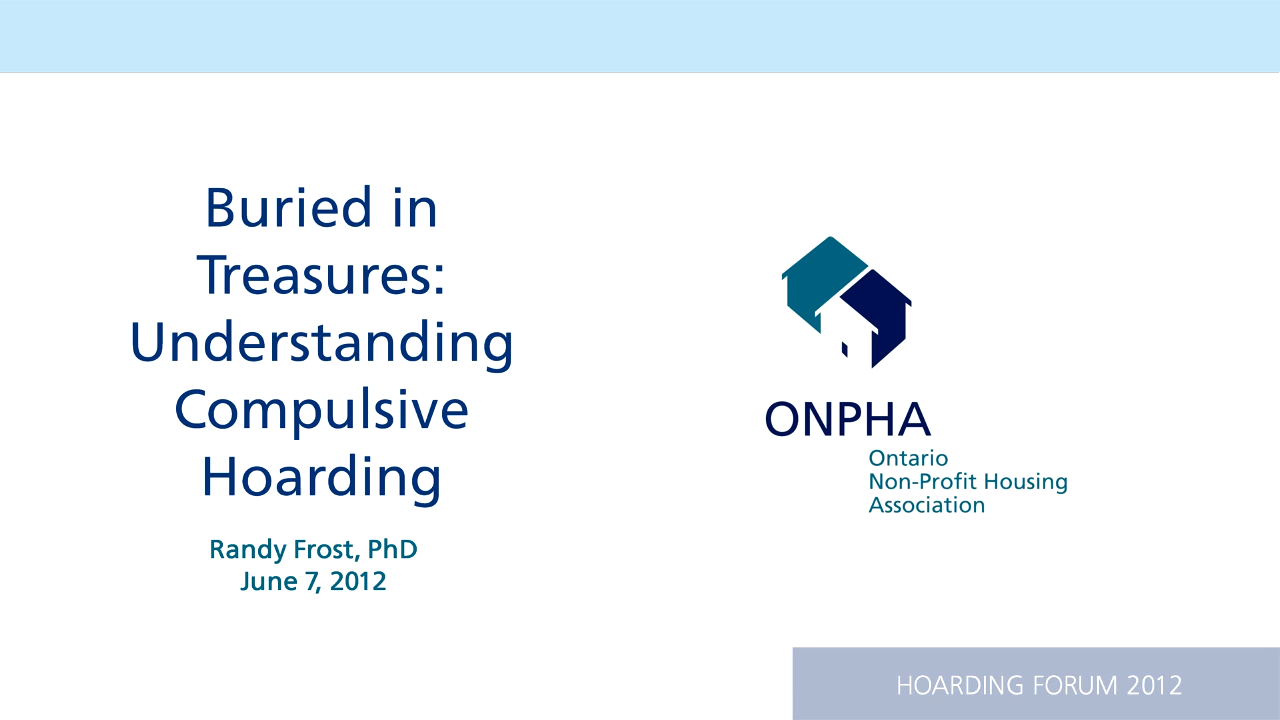 Buried in
Treasures:
Understanding
Compulsive
Hoarding
Randy Frost, PhD
June 7, 2012
ONPHA
Ontario
Non-Profit Housing
Association
HOARDING FORUM 2012